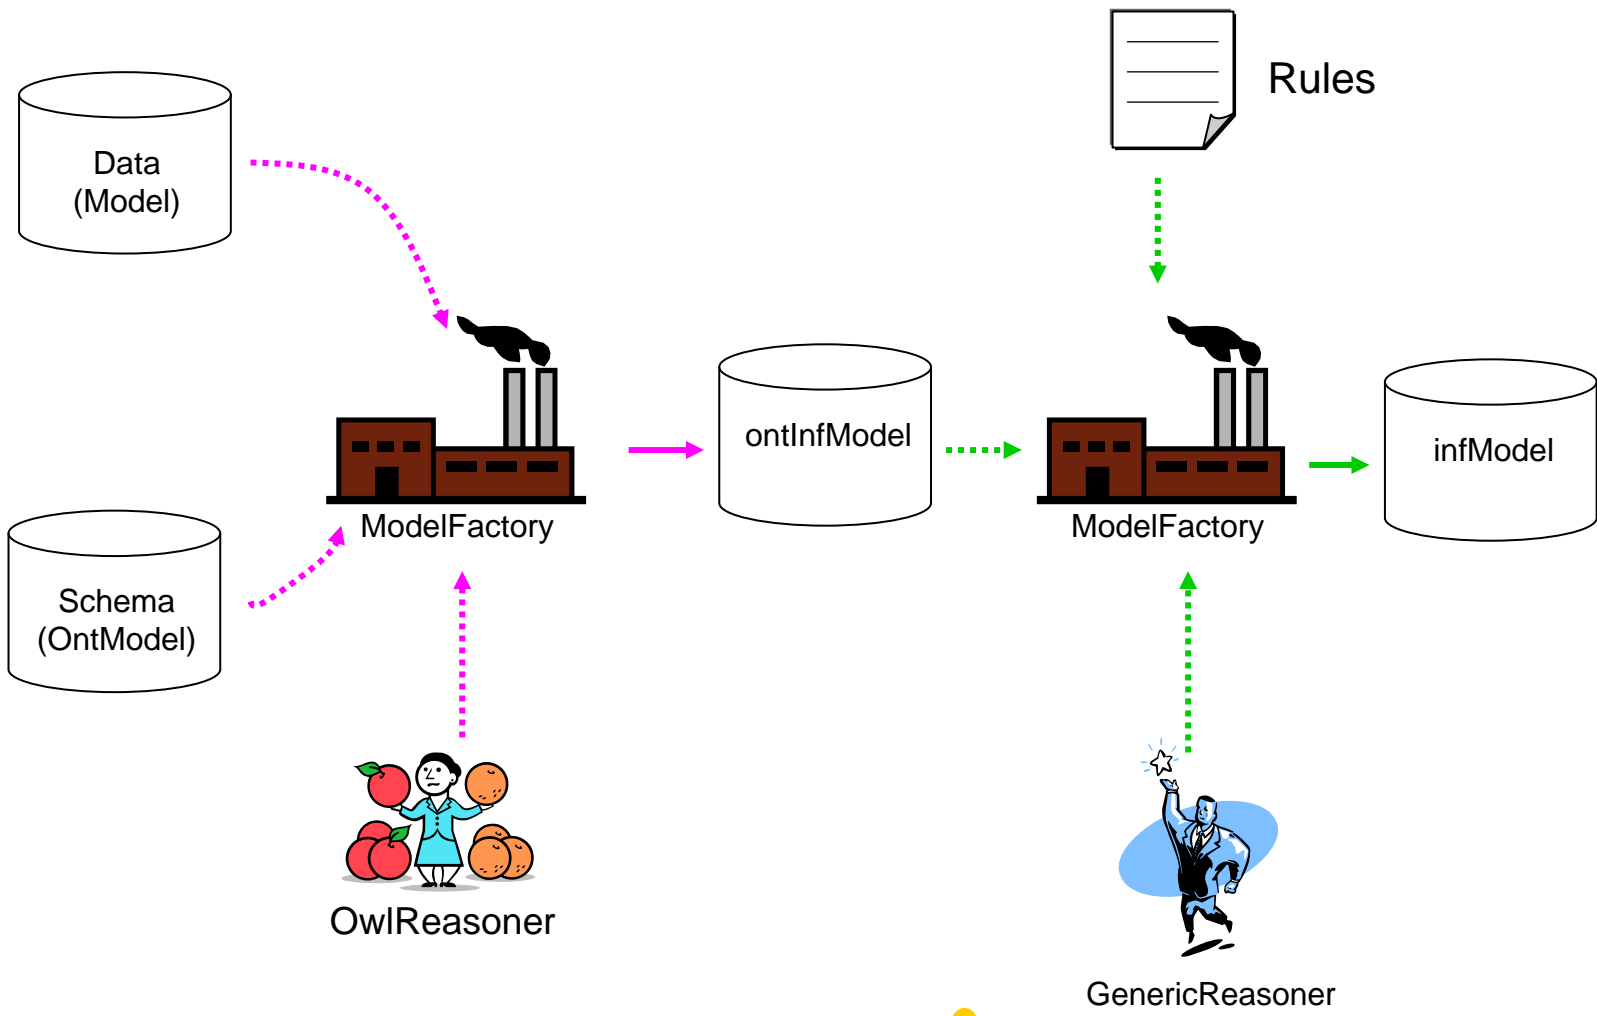 Rules
Data
(Model)
ontInfModel
infModel
ModelFactory
ModelFactory
Schema
(OntModel)
OwlReasoner
GenericReasoner